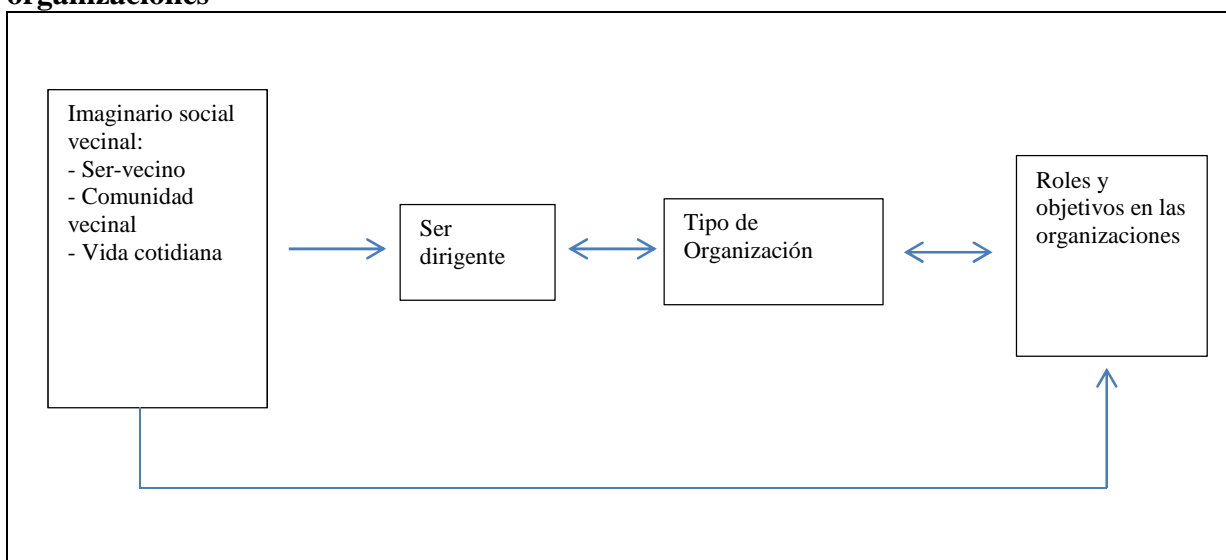 organizaciones
Imaginario social
vecinal:
- Ser-vecino
- Comunidad
vecinal
- Vida cotidiana
Ser
dirigente
Tipo de
Organización
Roles y
objetivos en las
organizaciones